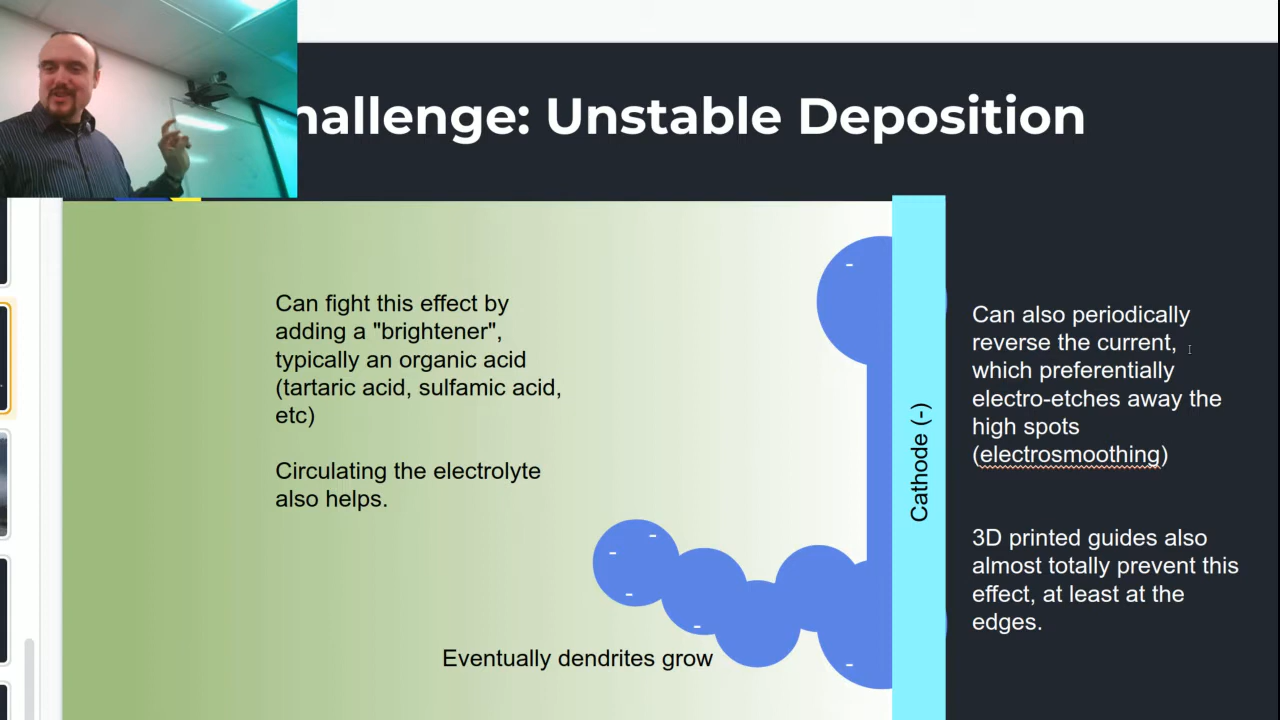 hallenge: Unstable Deposition
Can fight this effect by
adding a "brightener",
typically an organic acid
(tartaric acid, sulfamic acid,
etc)
Circulating the electrolyte
also helps.
Eventually dendrites grow
-
-
-
-
-
-
Cathode (-)
Can also periodically
reverse the current,
which preferentially
electro-etches away the
high spots
(electrosmoothing)
3D printed guides also
almost totally prevent this
effect, at least at the
edges.